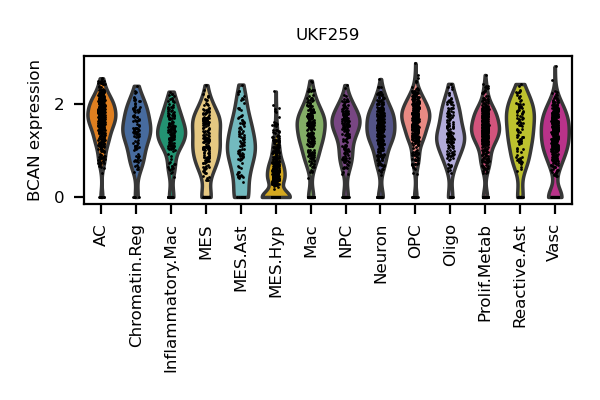 UKF259
BCAN expression
2
0
AC
Chromatin.Reg
Inflammatory.Mac
MES
MES.Ast
MES.Hyp
Mac
NPC
Neuron
OPC
Oligo
Prolif.Metab
Reactive.Ast
Vasc